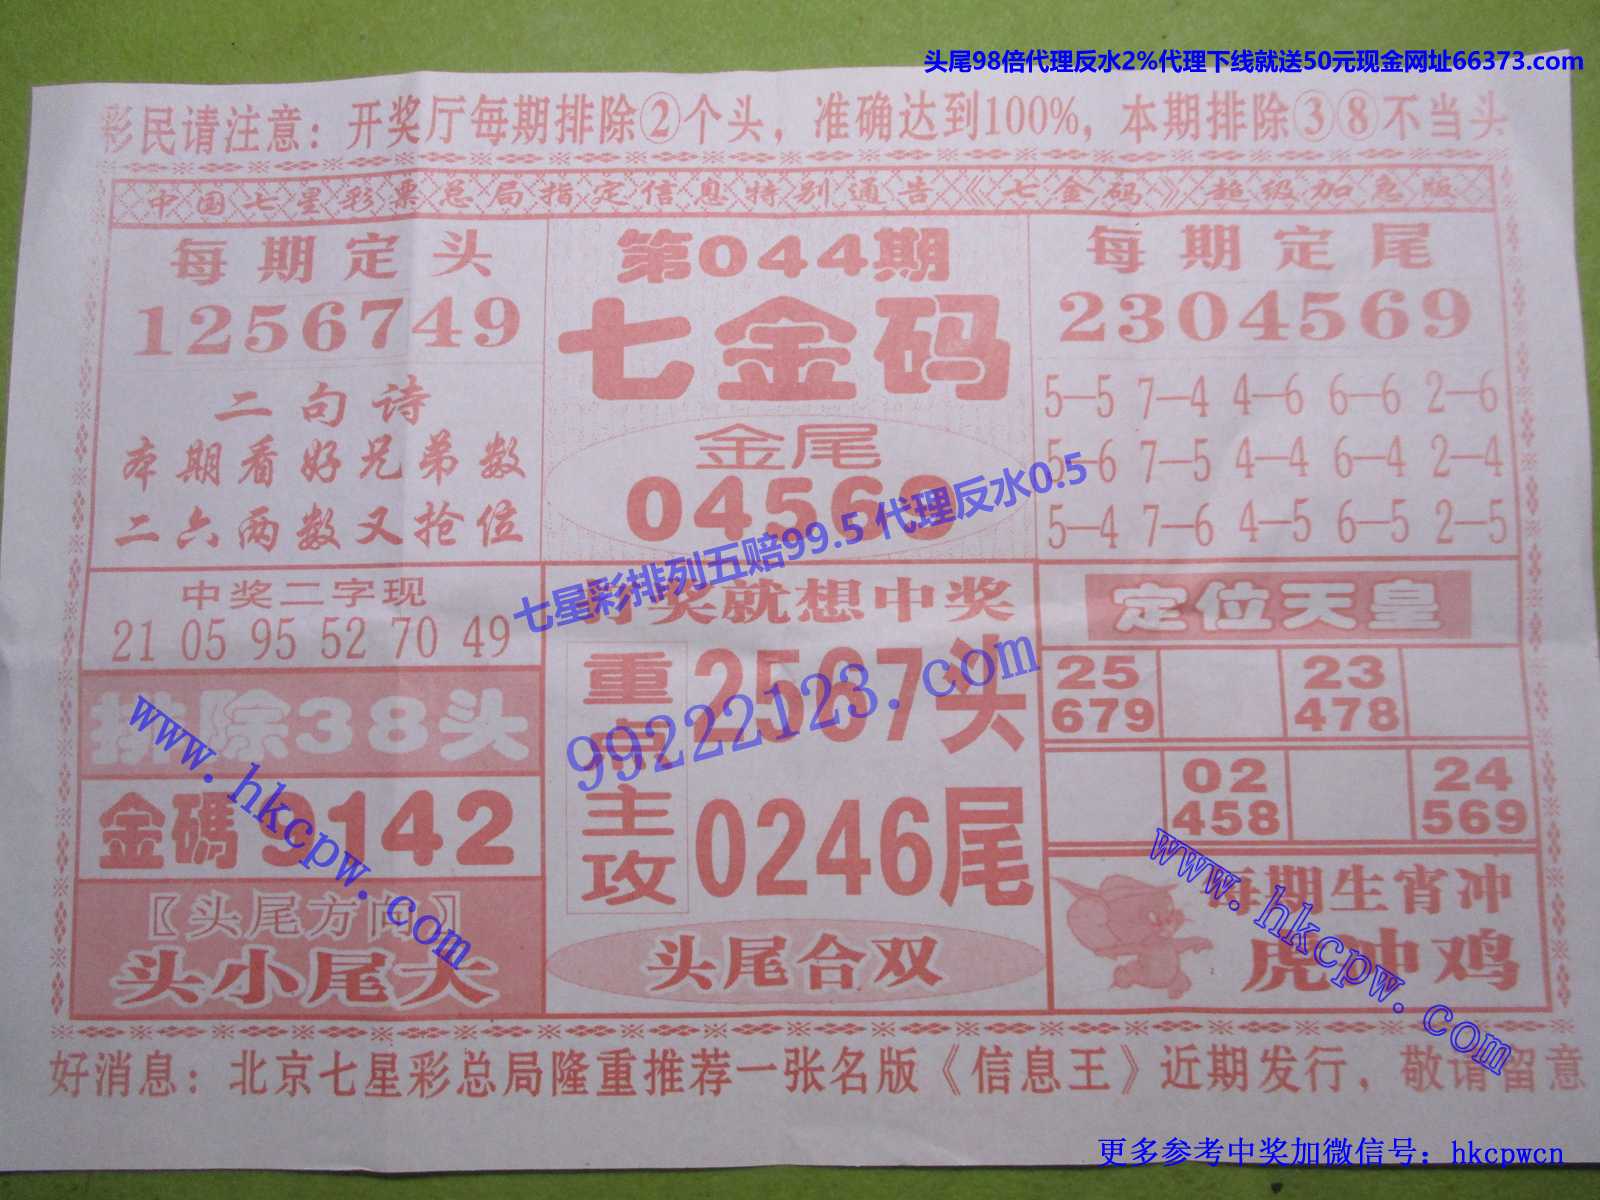 头尾98倍代理反水2%代理下线就送50元现金网址66373.com
彩民请注意：开奖厅每期排除②个头，准确达到100%，本期排除③⑧不当头
中国七星彩票总局指定信息特别通告《七金码》超级加急版
每期定头
1256749
二句诗
本期看好兄弟数
二六两数又抢位
第044期
七金码
金尾
04569
每期定尾
2304569
5—5 7—4 4—6 6—6 2—6
5—6 7—5 4—4 6—4 2—4
5—4 7—6 4—5 6—5 2—5
七星彩排列五赔99.5 代理反水0.5
中奖二字现
21 05 95 52 70 49
排除38头
金碼9142
〖头尾方向〗
头小尾大
奖就想中奖
重点主攻
2567头
0246尾
头尾合双
99222123.com
定位天皇
25
679
23
478
02
458
24
569
每期生肖冲
虎冲鸡
www.hkcpw.com
www.hkcpw.com
好消息：北京七星彩总局隆重推荐一张名版《信息王》近期发行，敬请留意
更多参考中奖加微信号：hkcpwcn